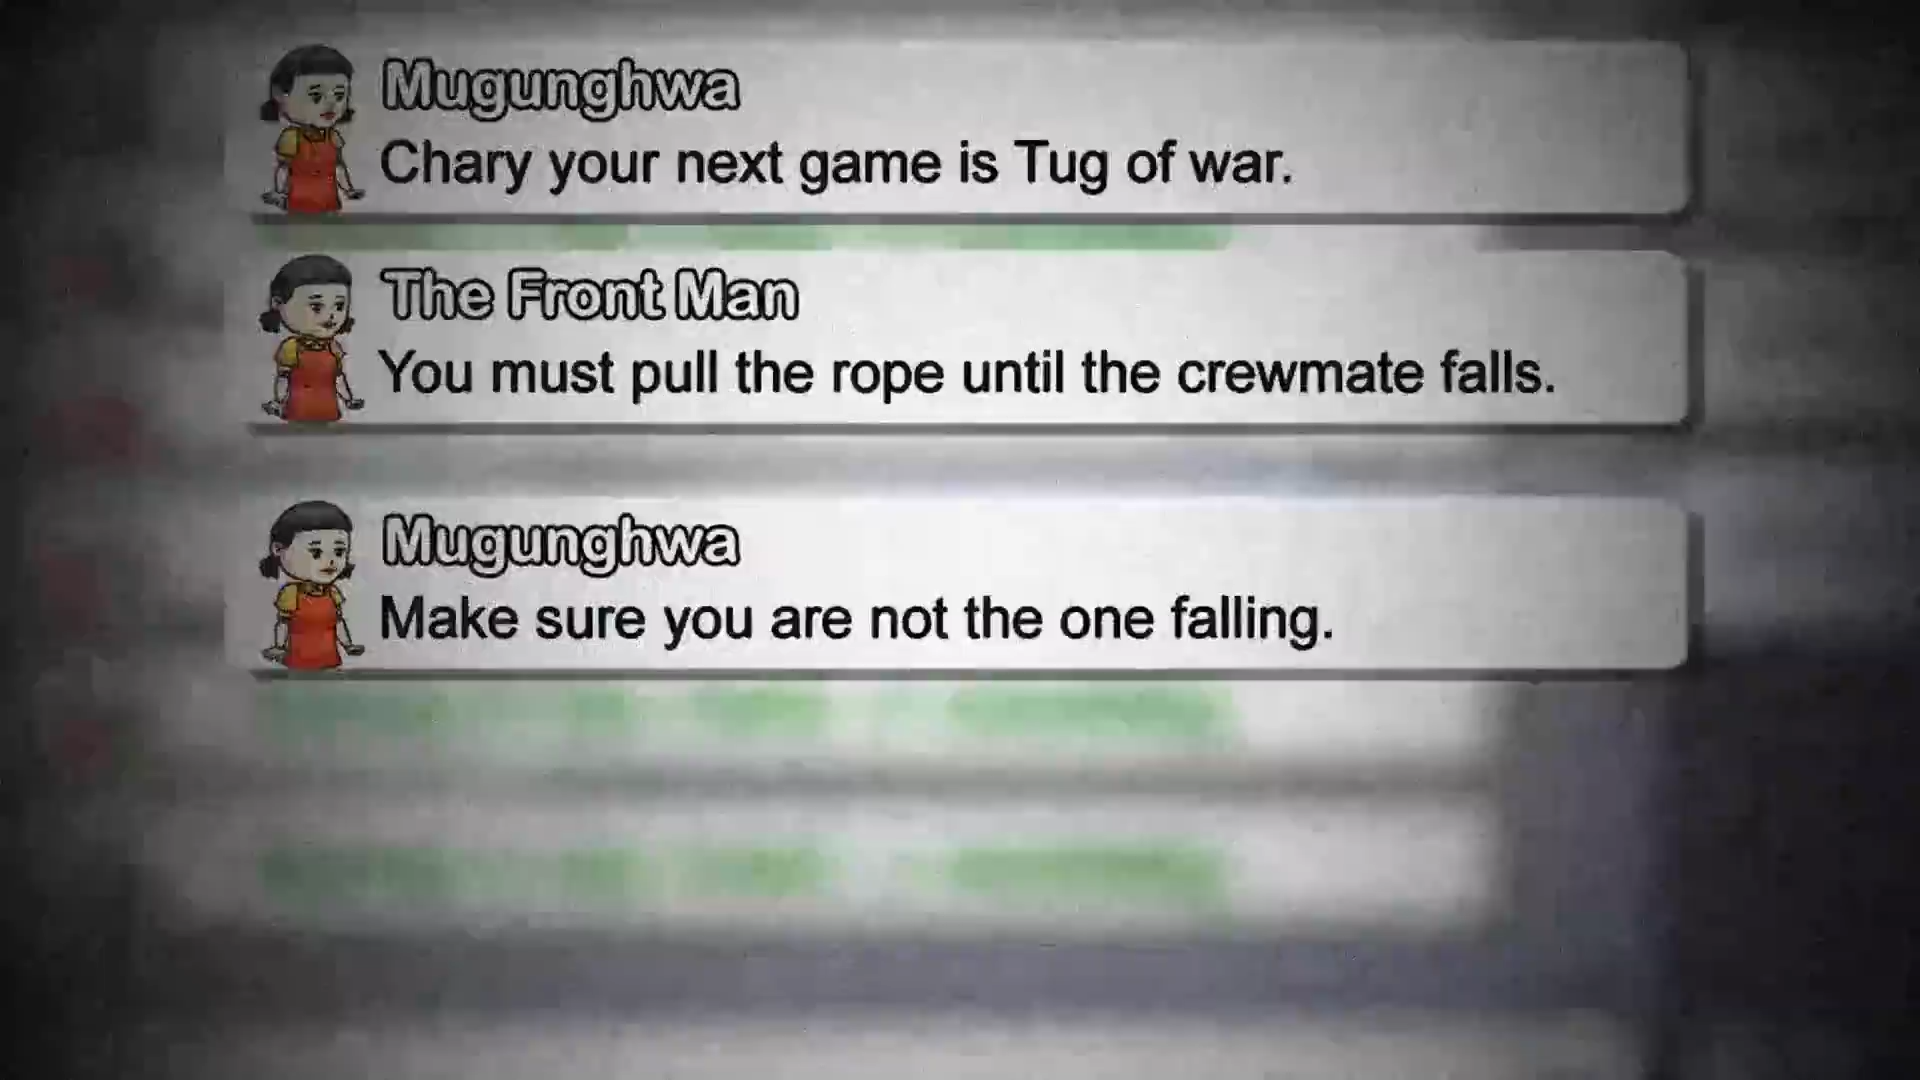 Mugunghwa
Chary your next game is Tug of war.
The Front Man
You must pull the rope until the crewmate falls.
Mugunghwa
Make sure you are not the one falling.